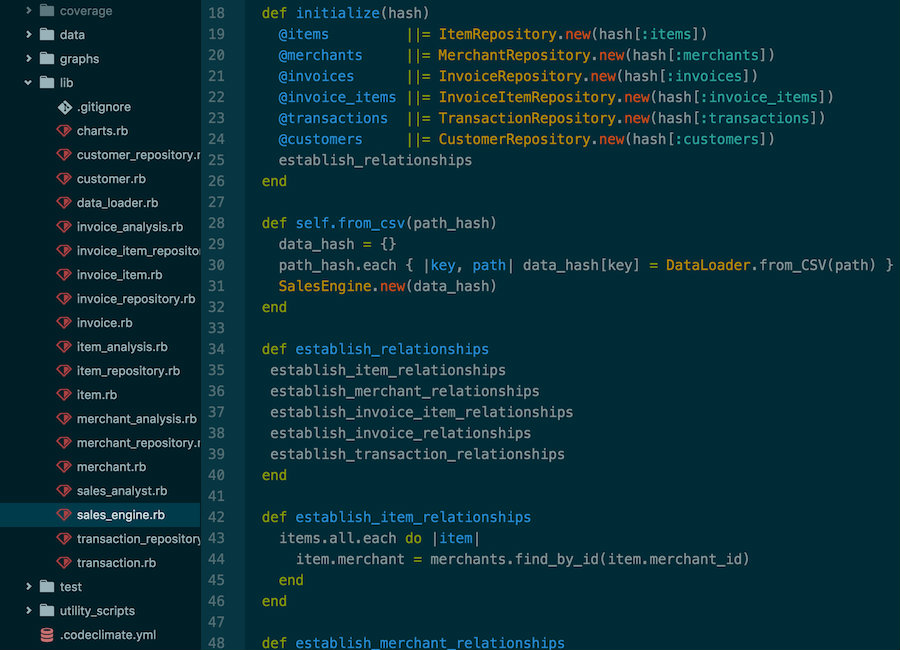 coverage
data
graphs
lib
.gitignore
charts.rb
customer_repository.r
customer.rb
data_loader.rb
invoice_analysis.rb
invoice_item_reposito
invoice_item.rb
invoice_repository.rb
invoice.rb
item_analysis.rb
item_repository.rb
item.rb
merchant_analysis.rb
merchant_repository.r
merchant.rb
sales_analyst.rb
sales_engine.rb
transaction_repository
transaction.rb
test
utility_scripts
.codeclimate.yml
18 def initialize(hash)
19 @items ||= ItemRepository.new(hash[:items])
20 @merchants ||= MerchantRepository.new(hash[:merchants])
21 @invoices ||= InvoiceRepository.new(hash[:invoices])
22 @invoice_items ||= InvoiceItemRepository.new(hash[:invoice_items])
23 @transactions ||= TransactionRepository.new(hash[:transactions])
24 @customers ||= CustomerRepository.new(hash[:customers])
25 establish_relationships
26 end
27
28 def self.from_csv(path_hash)
29 data_hash = {}
30 path_hash.each { |key, path| data_hash[key] = DataLoader.from_CSV(path) }
31 SalesEngine.new(data_hash)
32 end
33
34 def establish_relationships
35 establish_item_relationships
36 establish_merchant_relationships
37 establish_invoice_item_relationships
38 establish_invoice_relationships
39 establish_transaction_relationships
40 end
41
42 def establish_item_relationships
43 items.all.each do |item|
44 item.merchant = merchants.find_by_id(item.merchant_id)
45 end
46 end
47
48 def establish_merchant_relationships